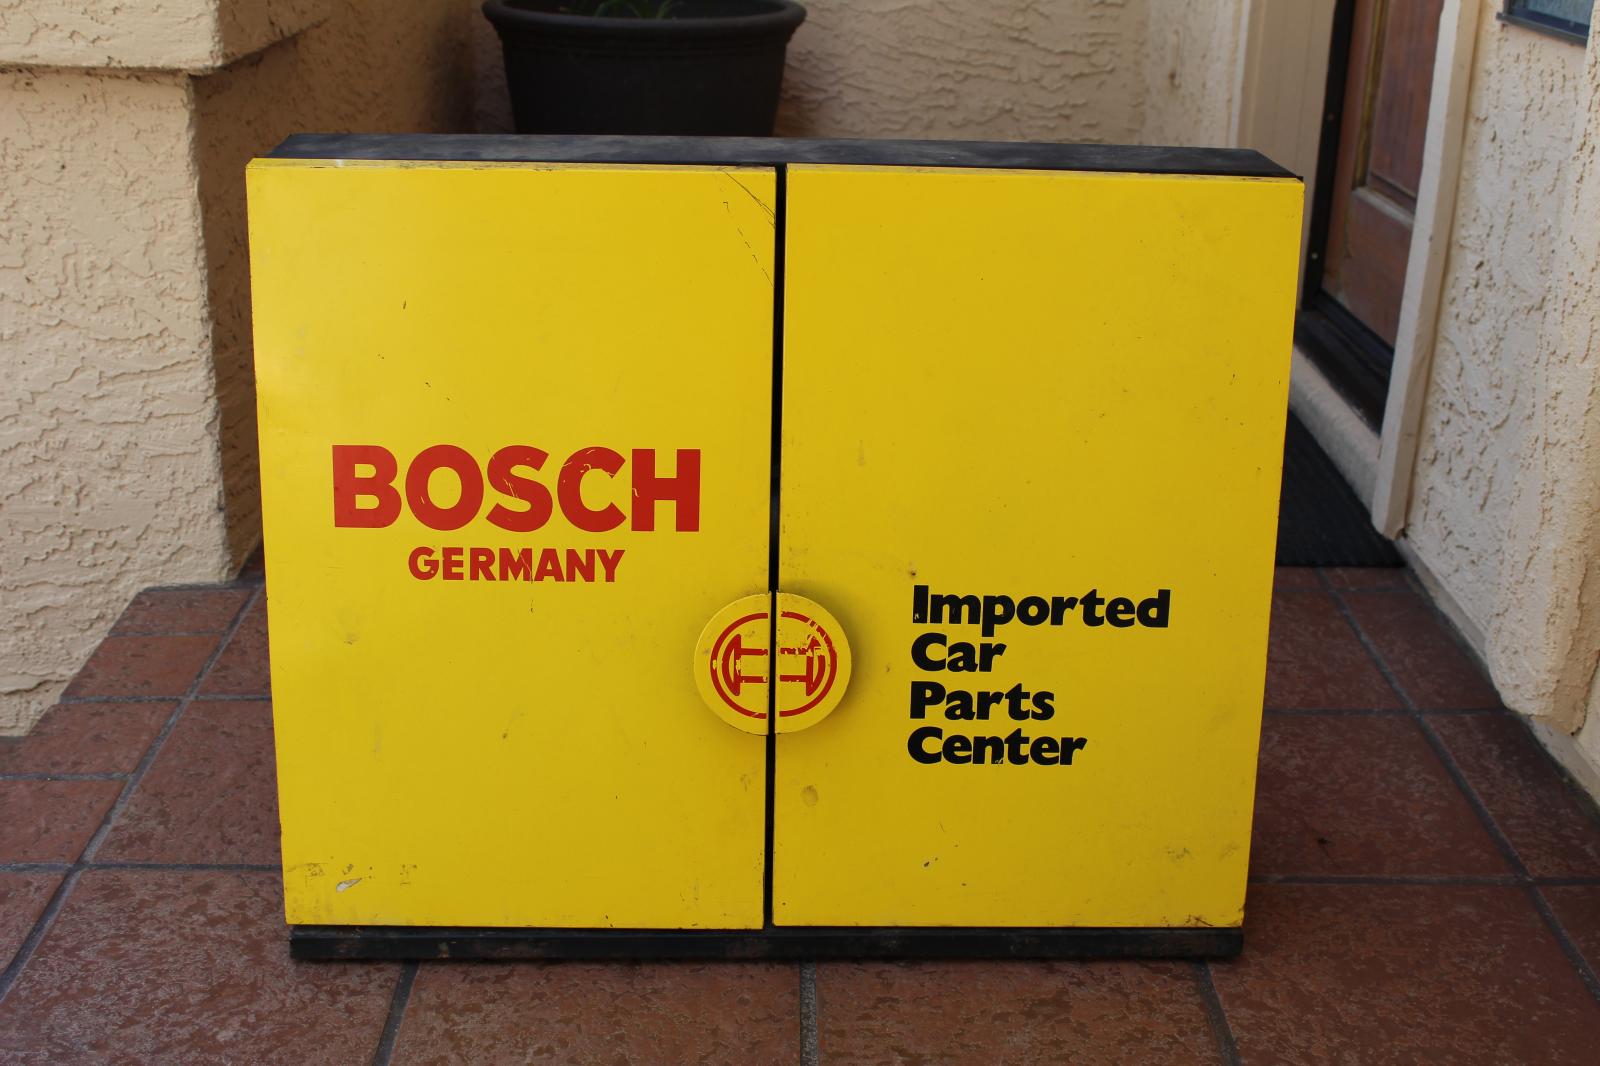 BOSCH
GERMANY
Imported
Car
Parts
Center